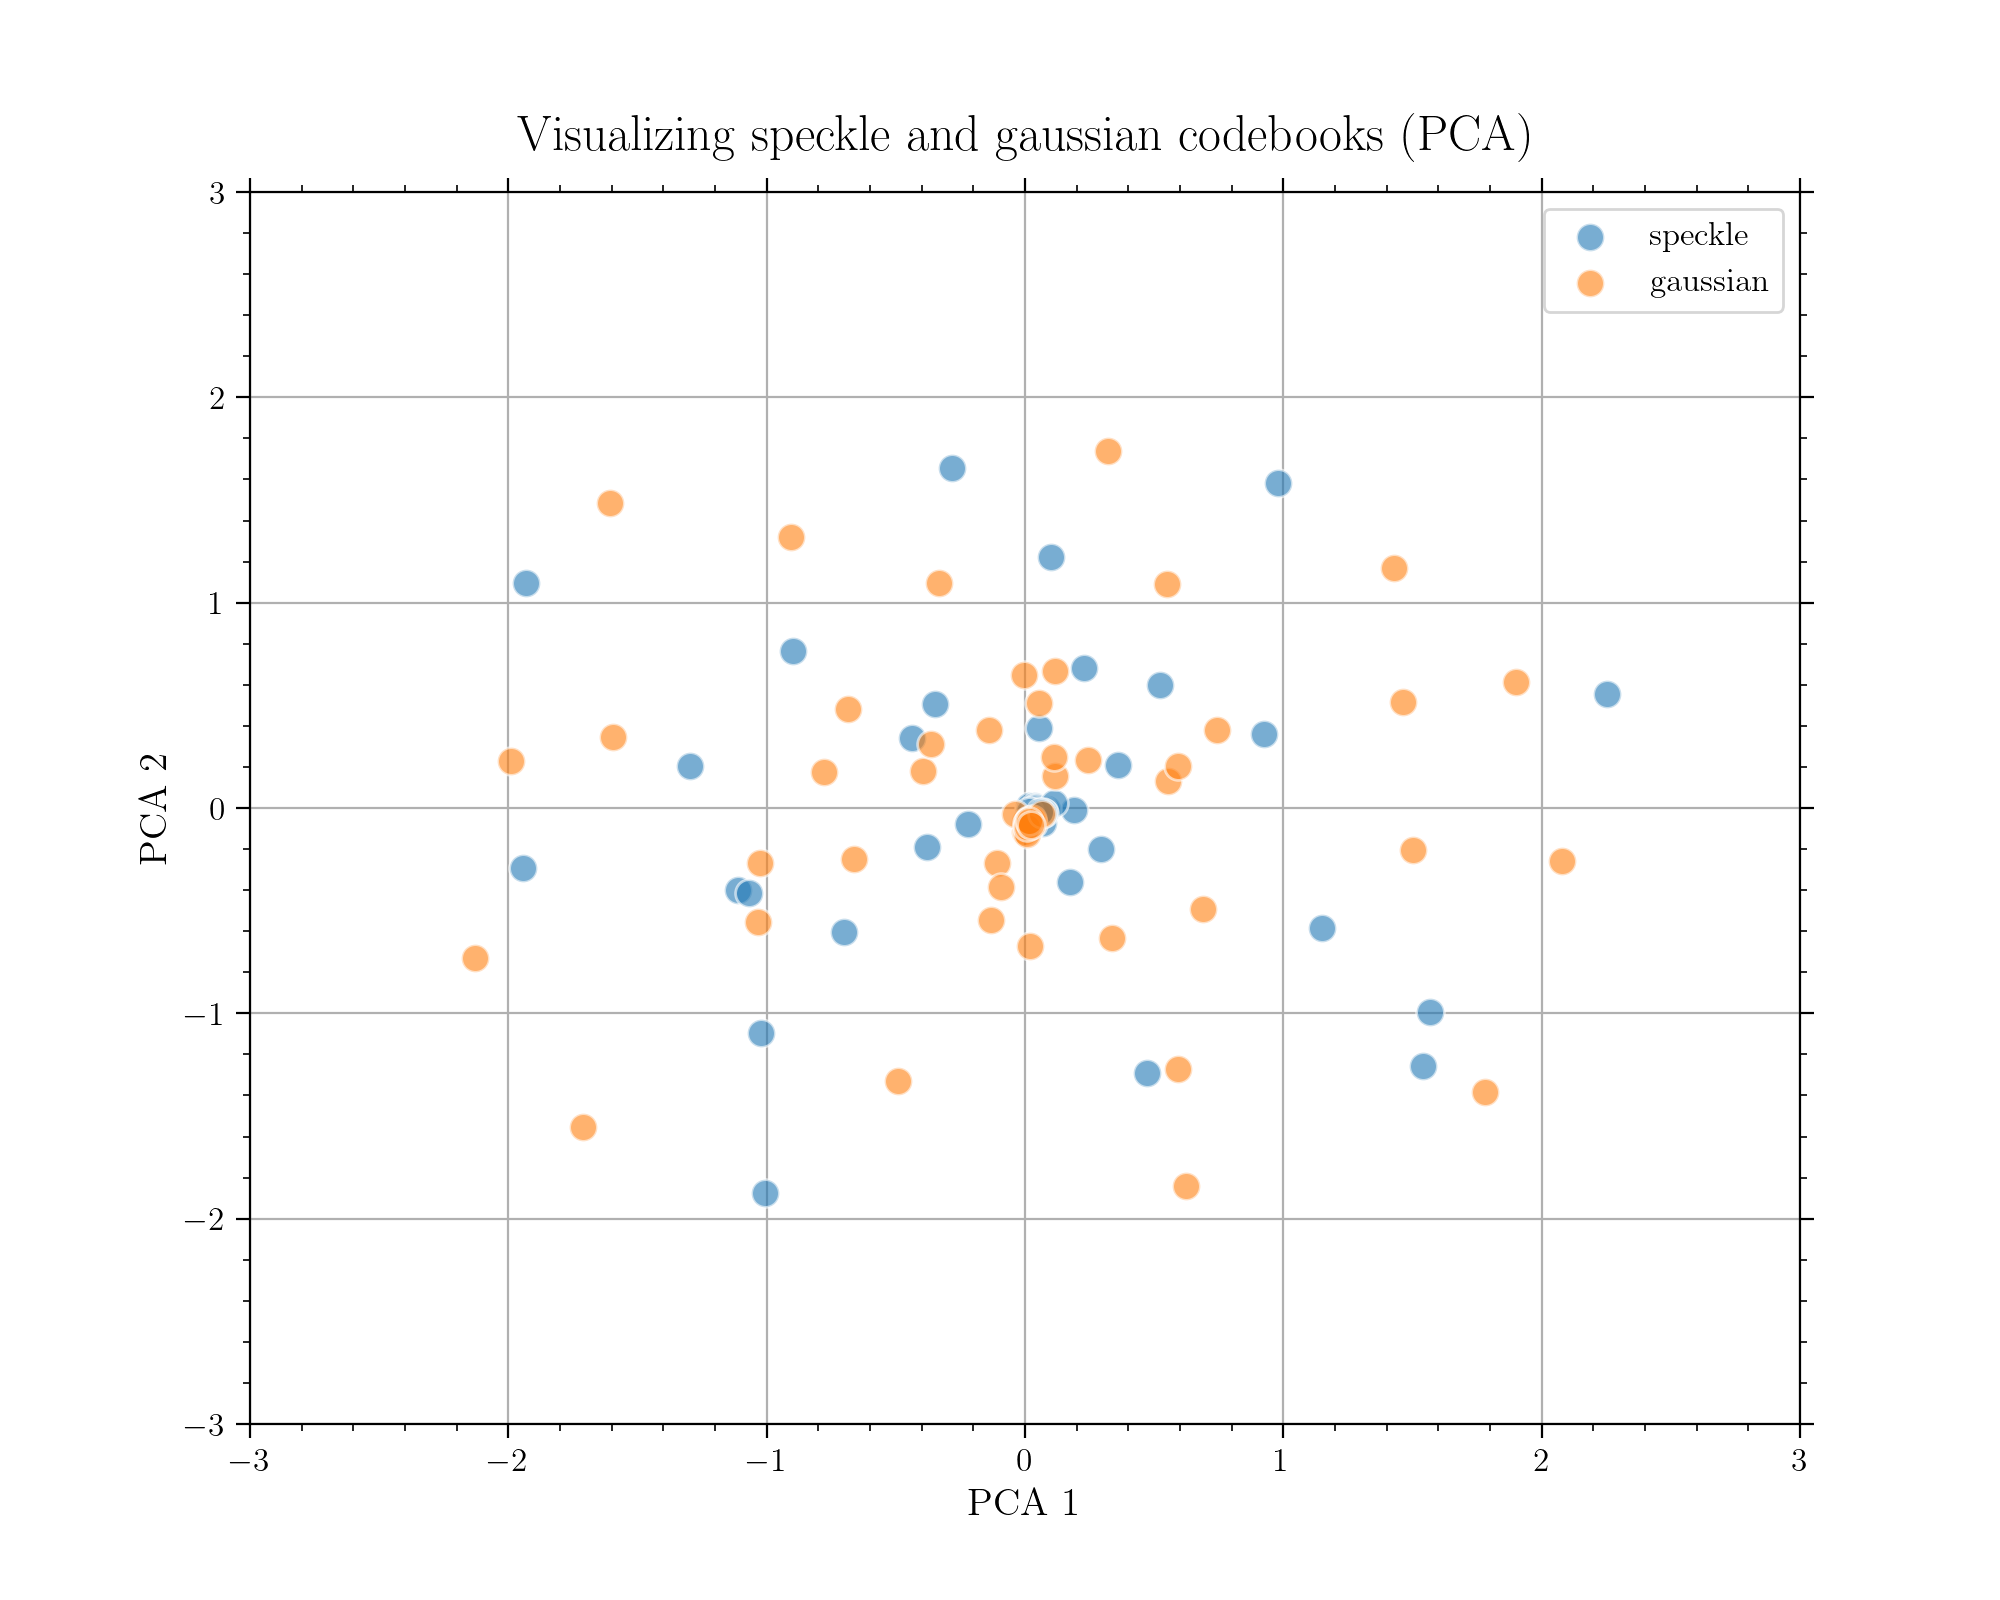 Visualizing speckle and gaussian codebooks (PCA)
speckle
gaussian
3
2
1
0
−1
−2
−3
PCA 2
−3 −2 −1 0 1 2 3
PCA 1